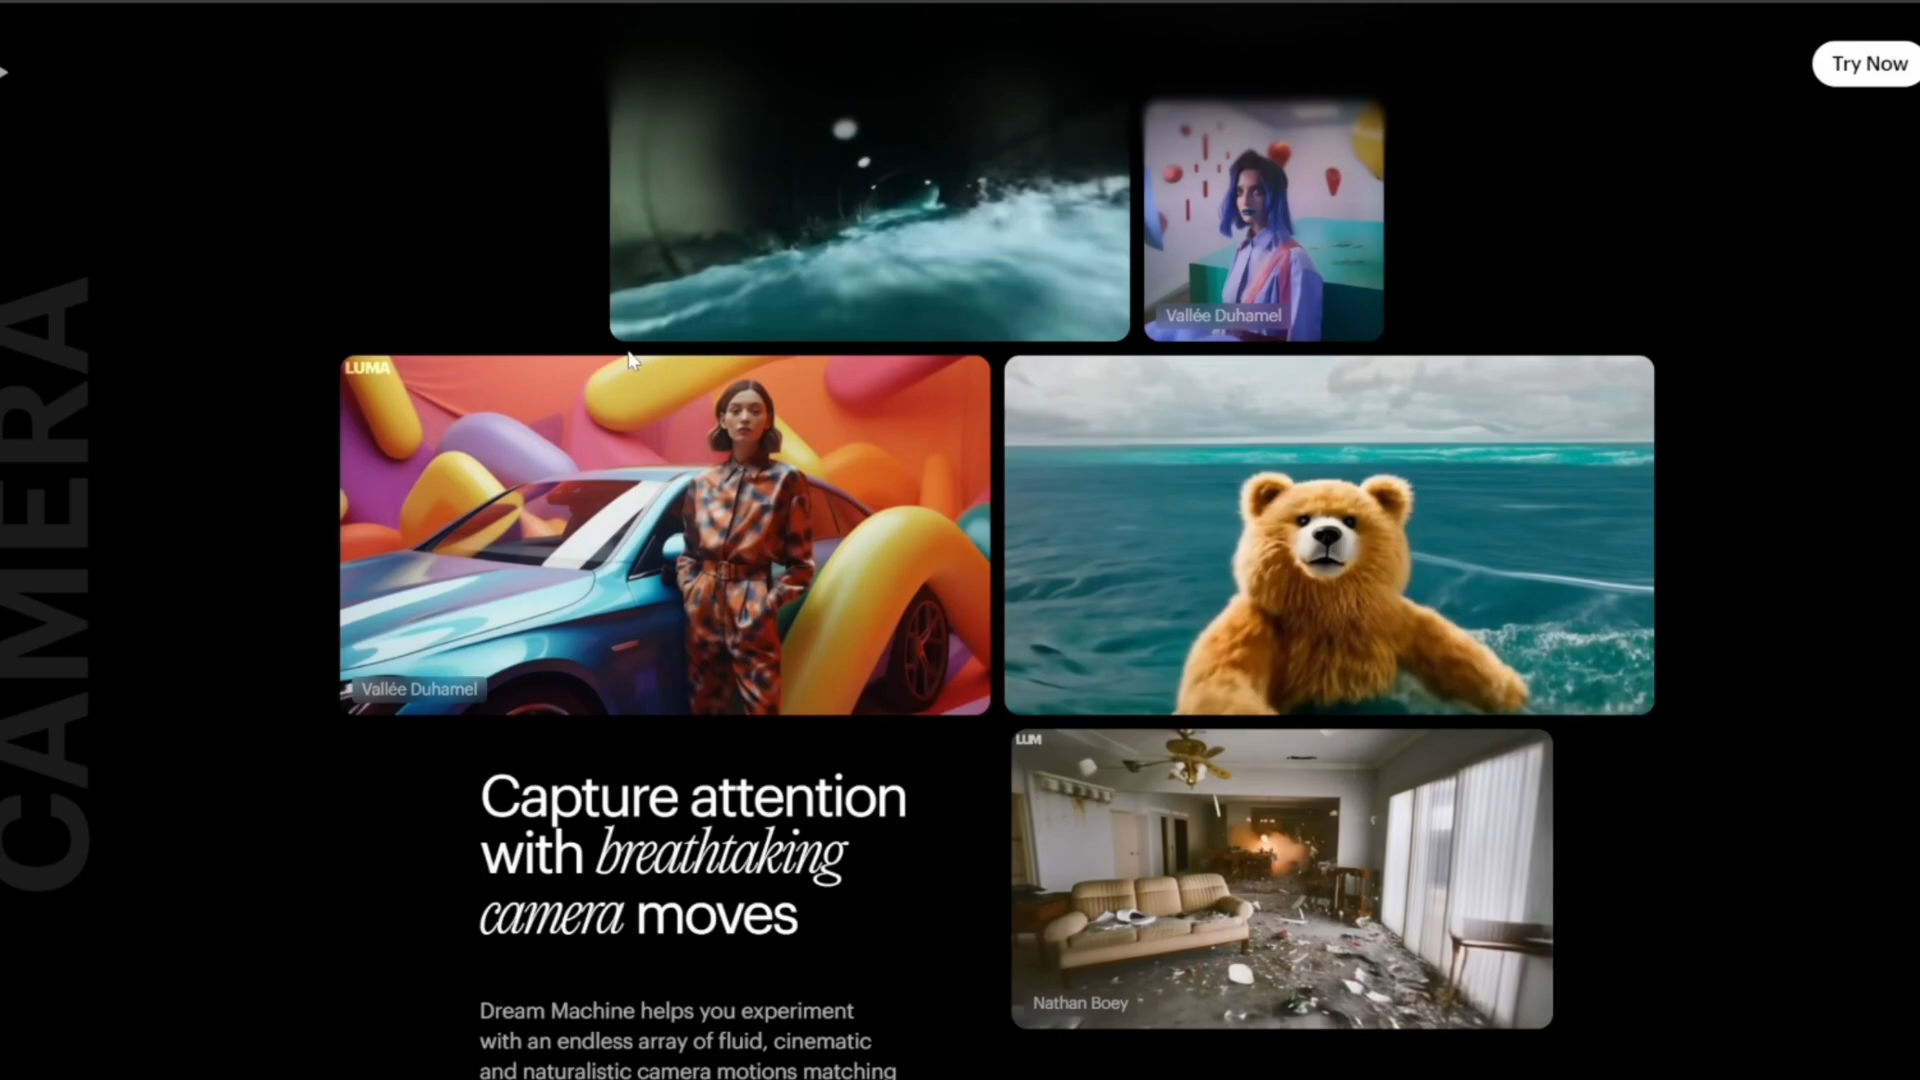 Try Now
CAMERA
Vallée Duhamel
LUMA
Vallée Duhamel
LUM
Capture attention
with breathtaking
camera moves
Nathan Boey
Dream Machine helps you experiment
with an endless array of fluid, cinematic
and naturalistic camera motions matching